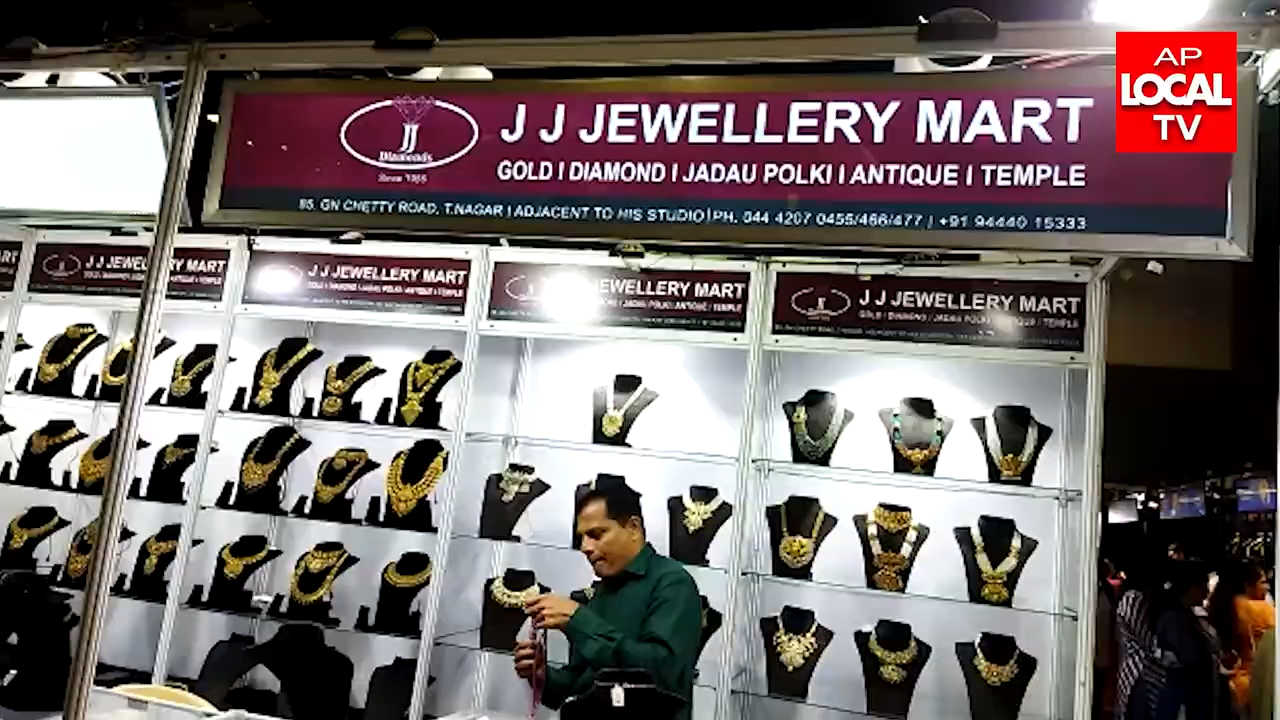 AP
LOCAL
TV
JJ
Diamonds
J J JEWELLERY MART
GOLD I DIAMOND I JADAU POLKI I ANTIQUE I TEMPLE
85, GN CHETTY ROAD, T.NAGAR | ADJACENT TO HIS STUDIO | PH. 044 4207 0455/466/477 | +91 94440 15333
J J JEWELLERY MART
J J JEWELLERY MART
JEWELLERY MART
J J JEWELLERY MART
GOLD / DIAMOND / JADAU POLKI / ANTIQUE / TEMPLE